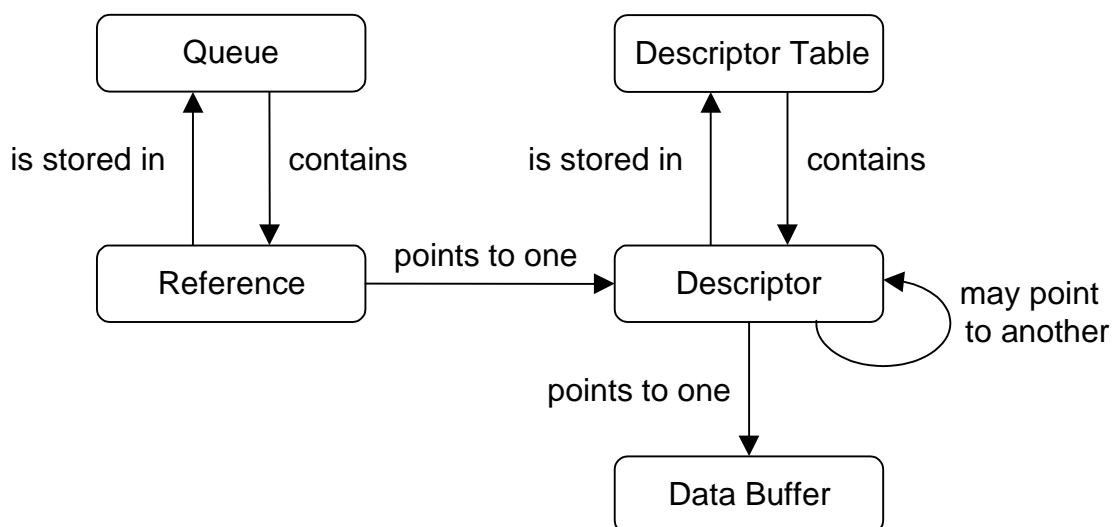 Queue
Descriptor Table
is stored in
contains
is stored in
contains
Reference
points to one
Descriptor
may point
to another
points to one
Data Buffer